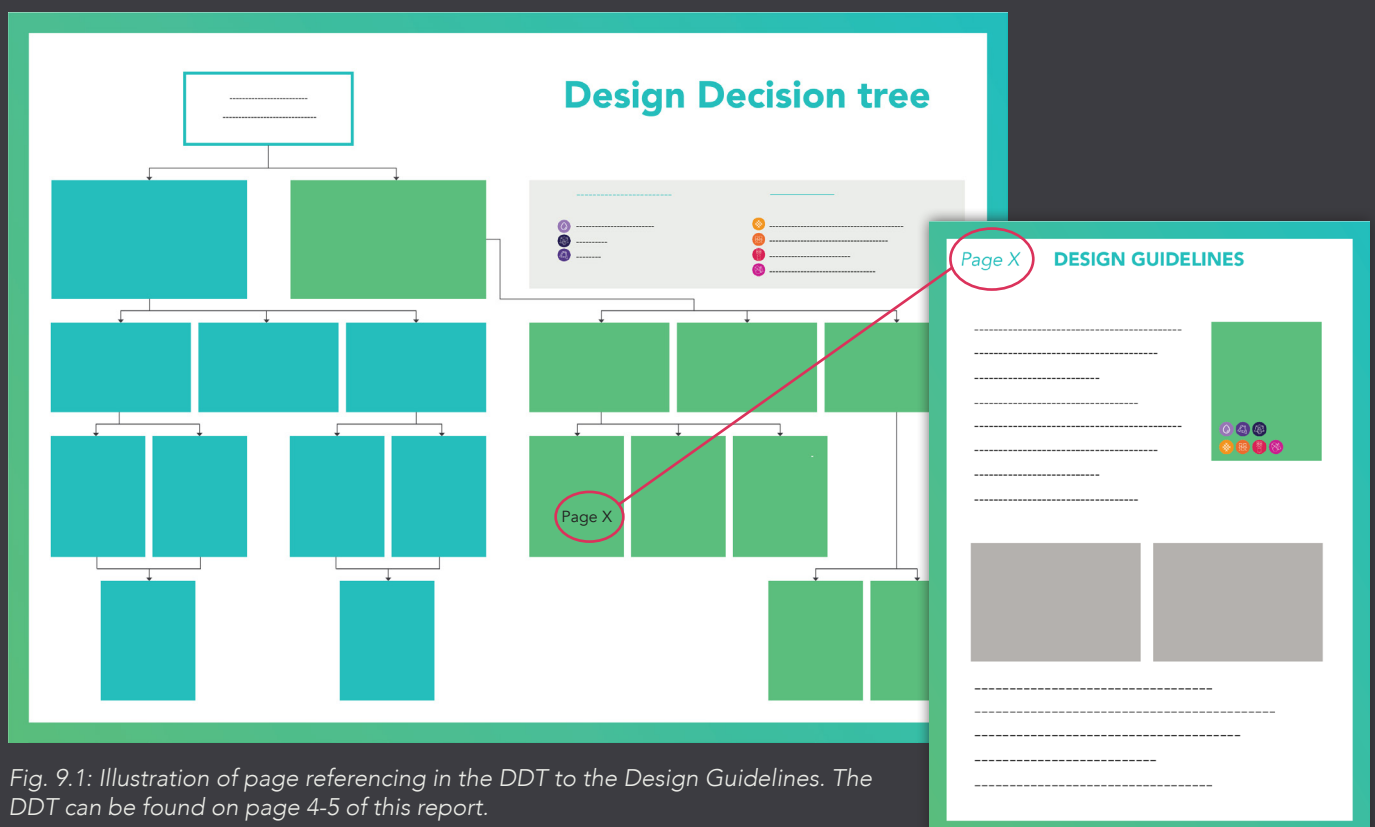 Design Decision tree
Page X
DESIGN GUIDELINES
Page X
Fig. 9.1: Illustration of page referencing in the DDT to the Design Guidelines. The
DDT can be found on page 4-5 of this report.